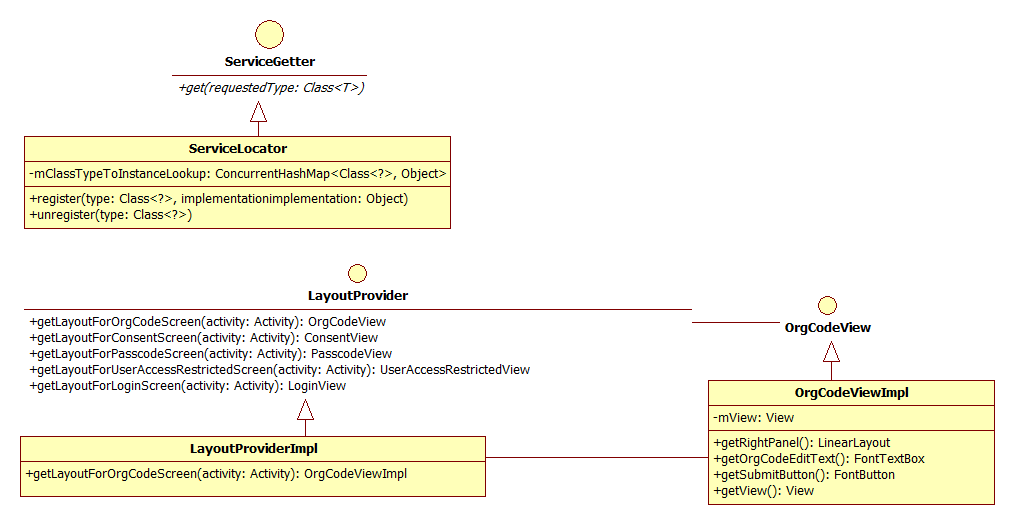 ServiceGetter
+get(requestedType: Class<T>)
ServiceLocator
-mClassTypeToInstanceLookup: ConcurrentHashMap<Class<?>, Object>
+register(type: Class<?>, implementationimplementation: Object)
+unregister(type: Class<?>)
LayoutProvider
+getLayoutForOrgCodeScreen(activity: Activity): OrgCodeView
+getLayoutForConsentScreen(activity: Activity): ConsentView
+getLayoutForPasscodeScreen(activity: Activity): PasscodeView
+getLayoutForUserAccessRestrictedScreen(activity: Activity): UserAccessRestrictedView
+getLayoutForLoginScreen(activity: Activity): LoginView
OrgCodeView
LayoutProviderImpl
+getLayoutForOrgCodeScreen(activity: Activity): OrgCodeViewImpl
OrgCodeViewImpl
-mView: View
+getRightPanel(): LinearLayout
+getOrgCodeEditText(): FontTextBox
+getSubmitButton(): FontButton
+getView(): View